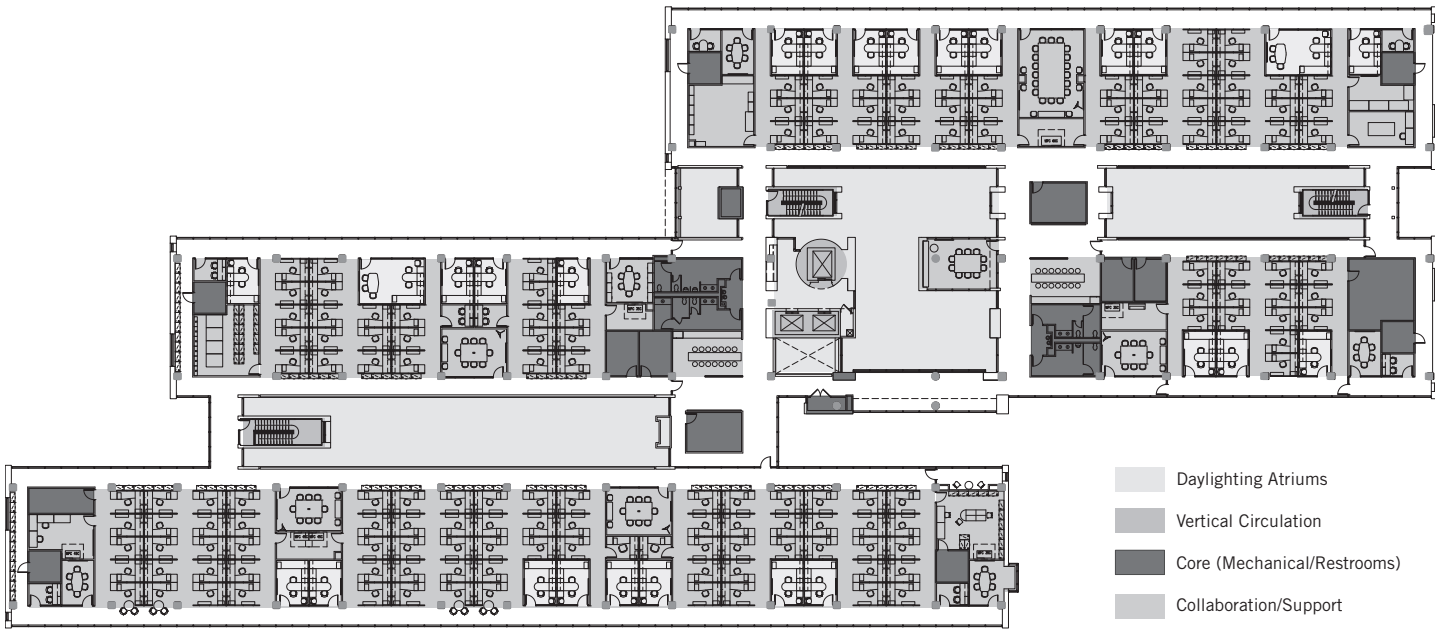 Daylighting Atriums
Vertical Circulation
Core (Mechanical/Restrooms)
Collaboration/Support